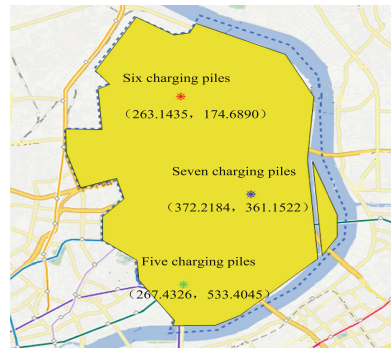 Six charging piles
(263.1435, 174.6890)
Seven charging piles
(372.2184, 361.1522)
Five charging piles
(267.4326, 533.4045)